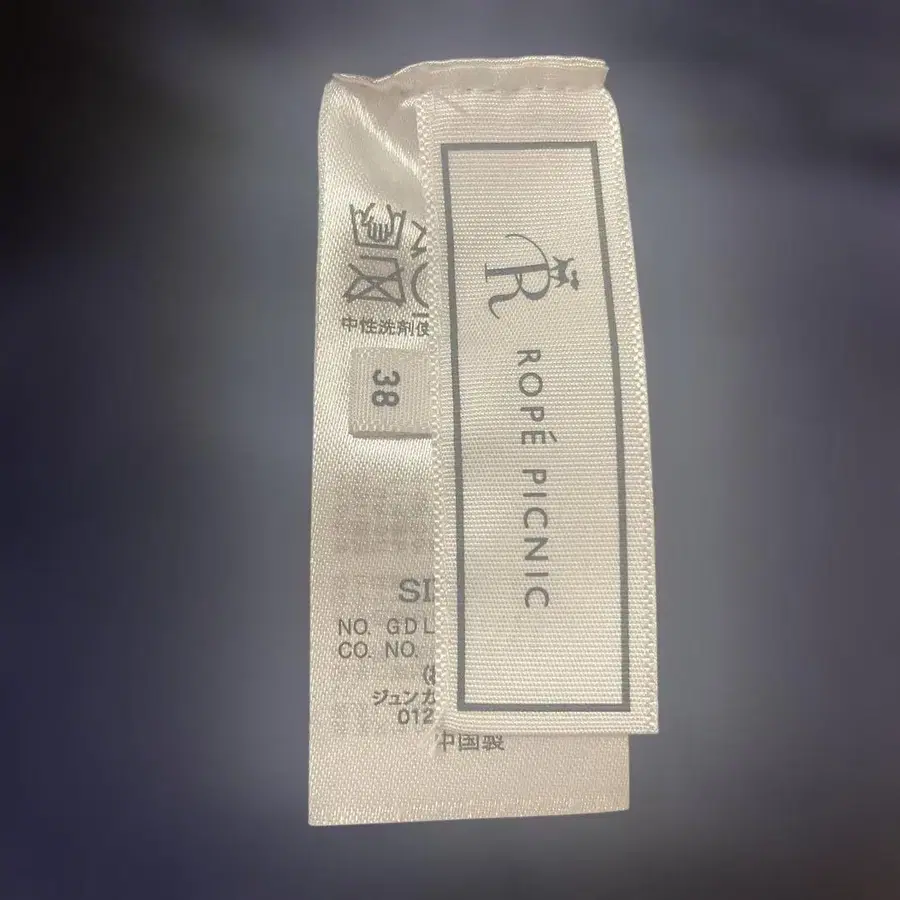 R
ROPÉ PICNIC
中性洗剤使
38
SI
NO. GDL
CO. NO.
ジュンカ
012
中国製